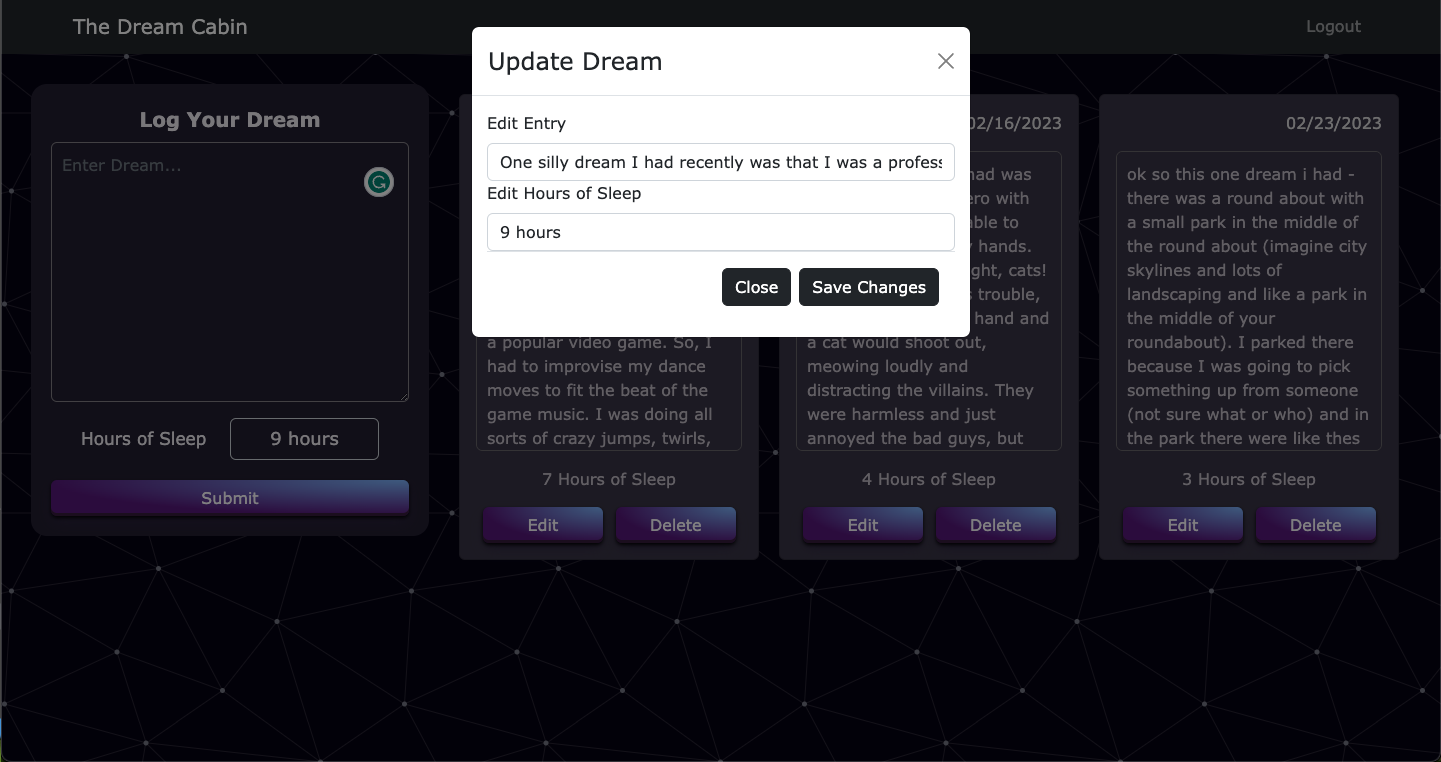 The Dream Cabin
Logout
Update Dream
Edit Entry
One silly dream I had recently was that I was a profess
Edit Hours of Sleep
9 hours
Close
Save Changes
Log Your Dream
Enter Dream...
Hours of Sleep
9 hours
Submit
a popular video game. So, I
had to improvise my dance
moves to fit the beat of the
game music. I was doing all
sorts of crazy jumps, twirls,
7 Hours of Sleep
Edit
Delete
02/16/2023
had was
ero with
able to
hands.
ght, cats!
trouble,
hand and
a cat would shoot out,
meowing loudly and
distracting the villains. They
were harmless and just
annoyed the bad guys, but
4 Hours of Sleep
Edit
Delete
02/23/2023
ok so this one dream i had -
there was a round about with
a small park in the middle of
the round about (imagine city
skylines and lots of
landscaping and like a park in
the middle of your
roundabout). I parked there
because I was going to pick
something up from someone
(not sure what or who) and in
the park there were like thes
3 Hours of Sleep
Edit
Delete